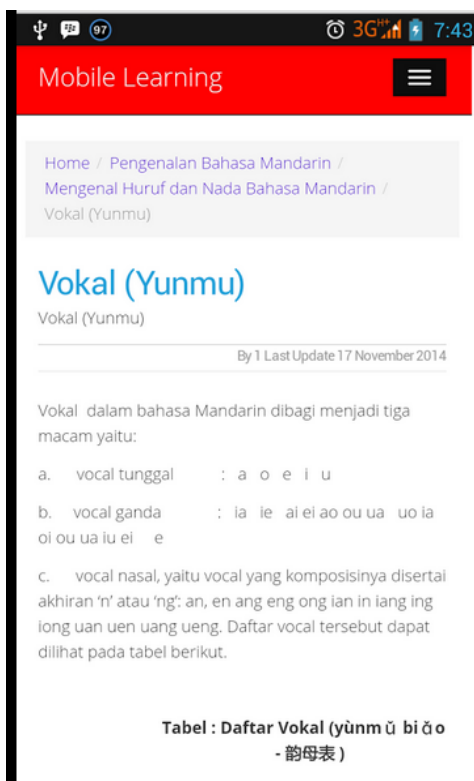 97 3G H+ 7:43
Mobile Learning
Home / Pengenalan Bahasa Mandarin /
Mengenal Huruf dan Nada Bahasa Mandarin /
Vokal (Yunmu)
Vokal (Yunmu)
Vokal (Yunmu)
By 1 Last Update 17 November 2014
Vokal dalam bahasa Mandarin dibagi menjadi tiga
macam yaitu:
a. vocal tunggal : a o e i u
b. vocal ganda : ia ie ai ei ao ou ua uo ia
oi ou ua iu ei e
c. vocal nasal, yaitu vocal yang komposisinya disertai
akhiran ‘n’ atau ‘ng’: an, en ang eng ong ian in iang ing
iong uan uen uang ueng. Daftar vocal tersebut dapat
dilihat pada tabel berikut.
Tabel : Daftar Vokal (yùnmǔ biǎo
- 韵母表 )